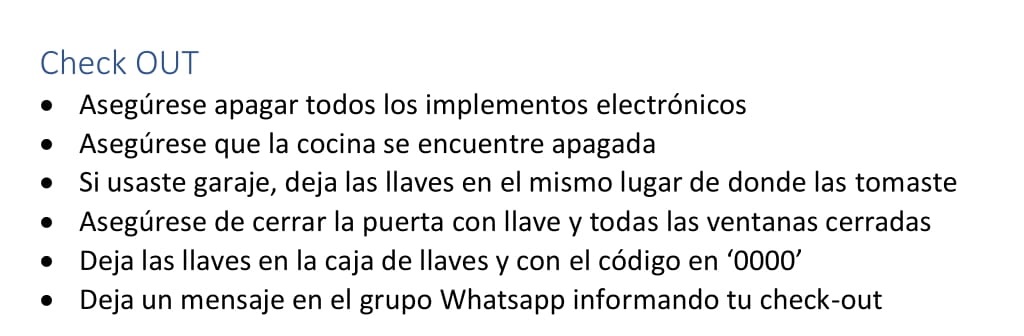 Check OUT
• Asegúrese apagar todos los implementos electrónicos
• Asegúrese que la cocina se encuentre apagada
• Si usaste garaje, deja las llaves en el mismo lugar de donde las tomaste
• Asegúrese de cerrar la puerta con llave y todas las ventanas cerradas
• Deja las llaves en la caja de llaves y con el código en ‘0000’
• Deja un mensaje en el grupo Whatsapp informando tu check-out